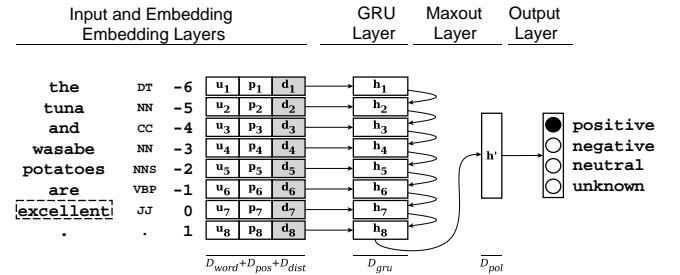 Input and Embedding GRU Maxout Output
Embedding Layers Layer Layer Layer
the DT -6 u1 p1 d1 h1
tuna NN -5 u2 p2 d2 h2
and CC -4 u3 p3 d3 h3
wasabe NN -3 u4 p4 d4 h4
potatoes NNS -2 u5 p5 d5 h5
are VBP -1 u6 p6 d6 h6
excellent JJ 0 u7 p7 d7 h7
. . 1 u8 p8 d8 h8
h'
positive
negative
neutral
unknown
Dword+Dpos+Ddist Dgru Dpol